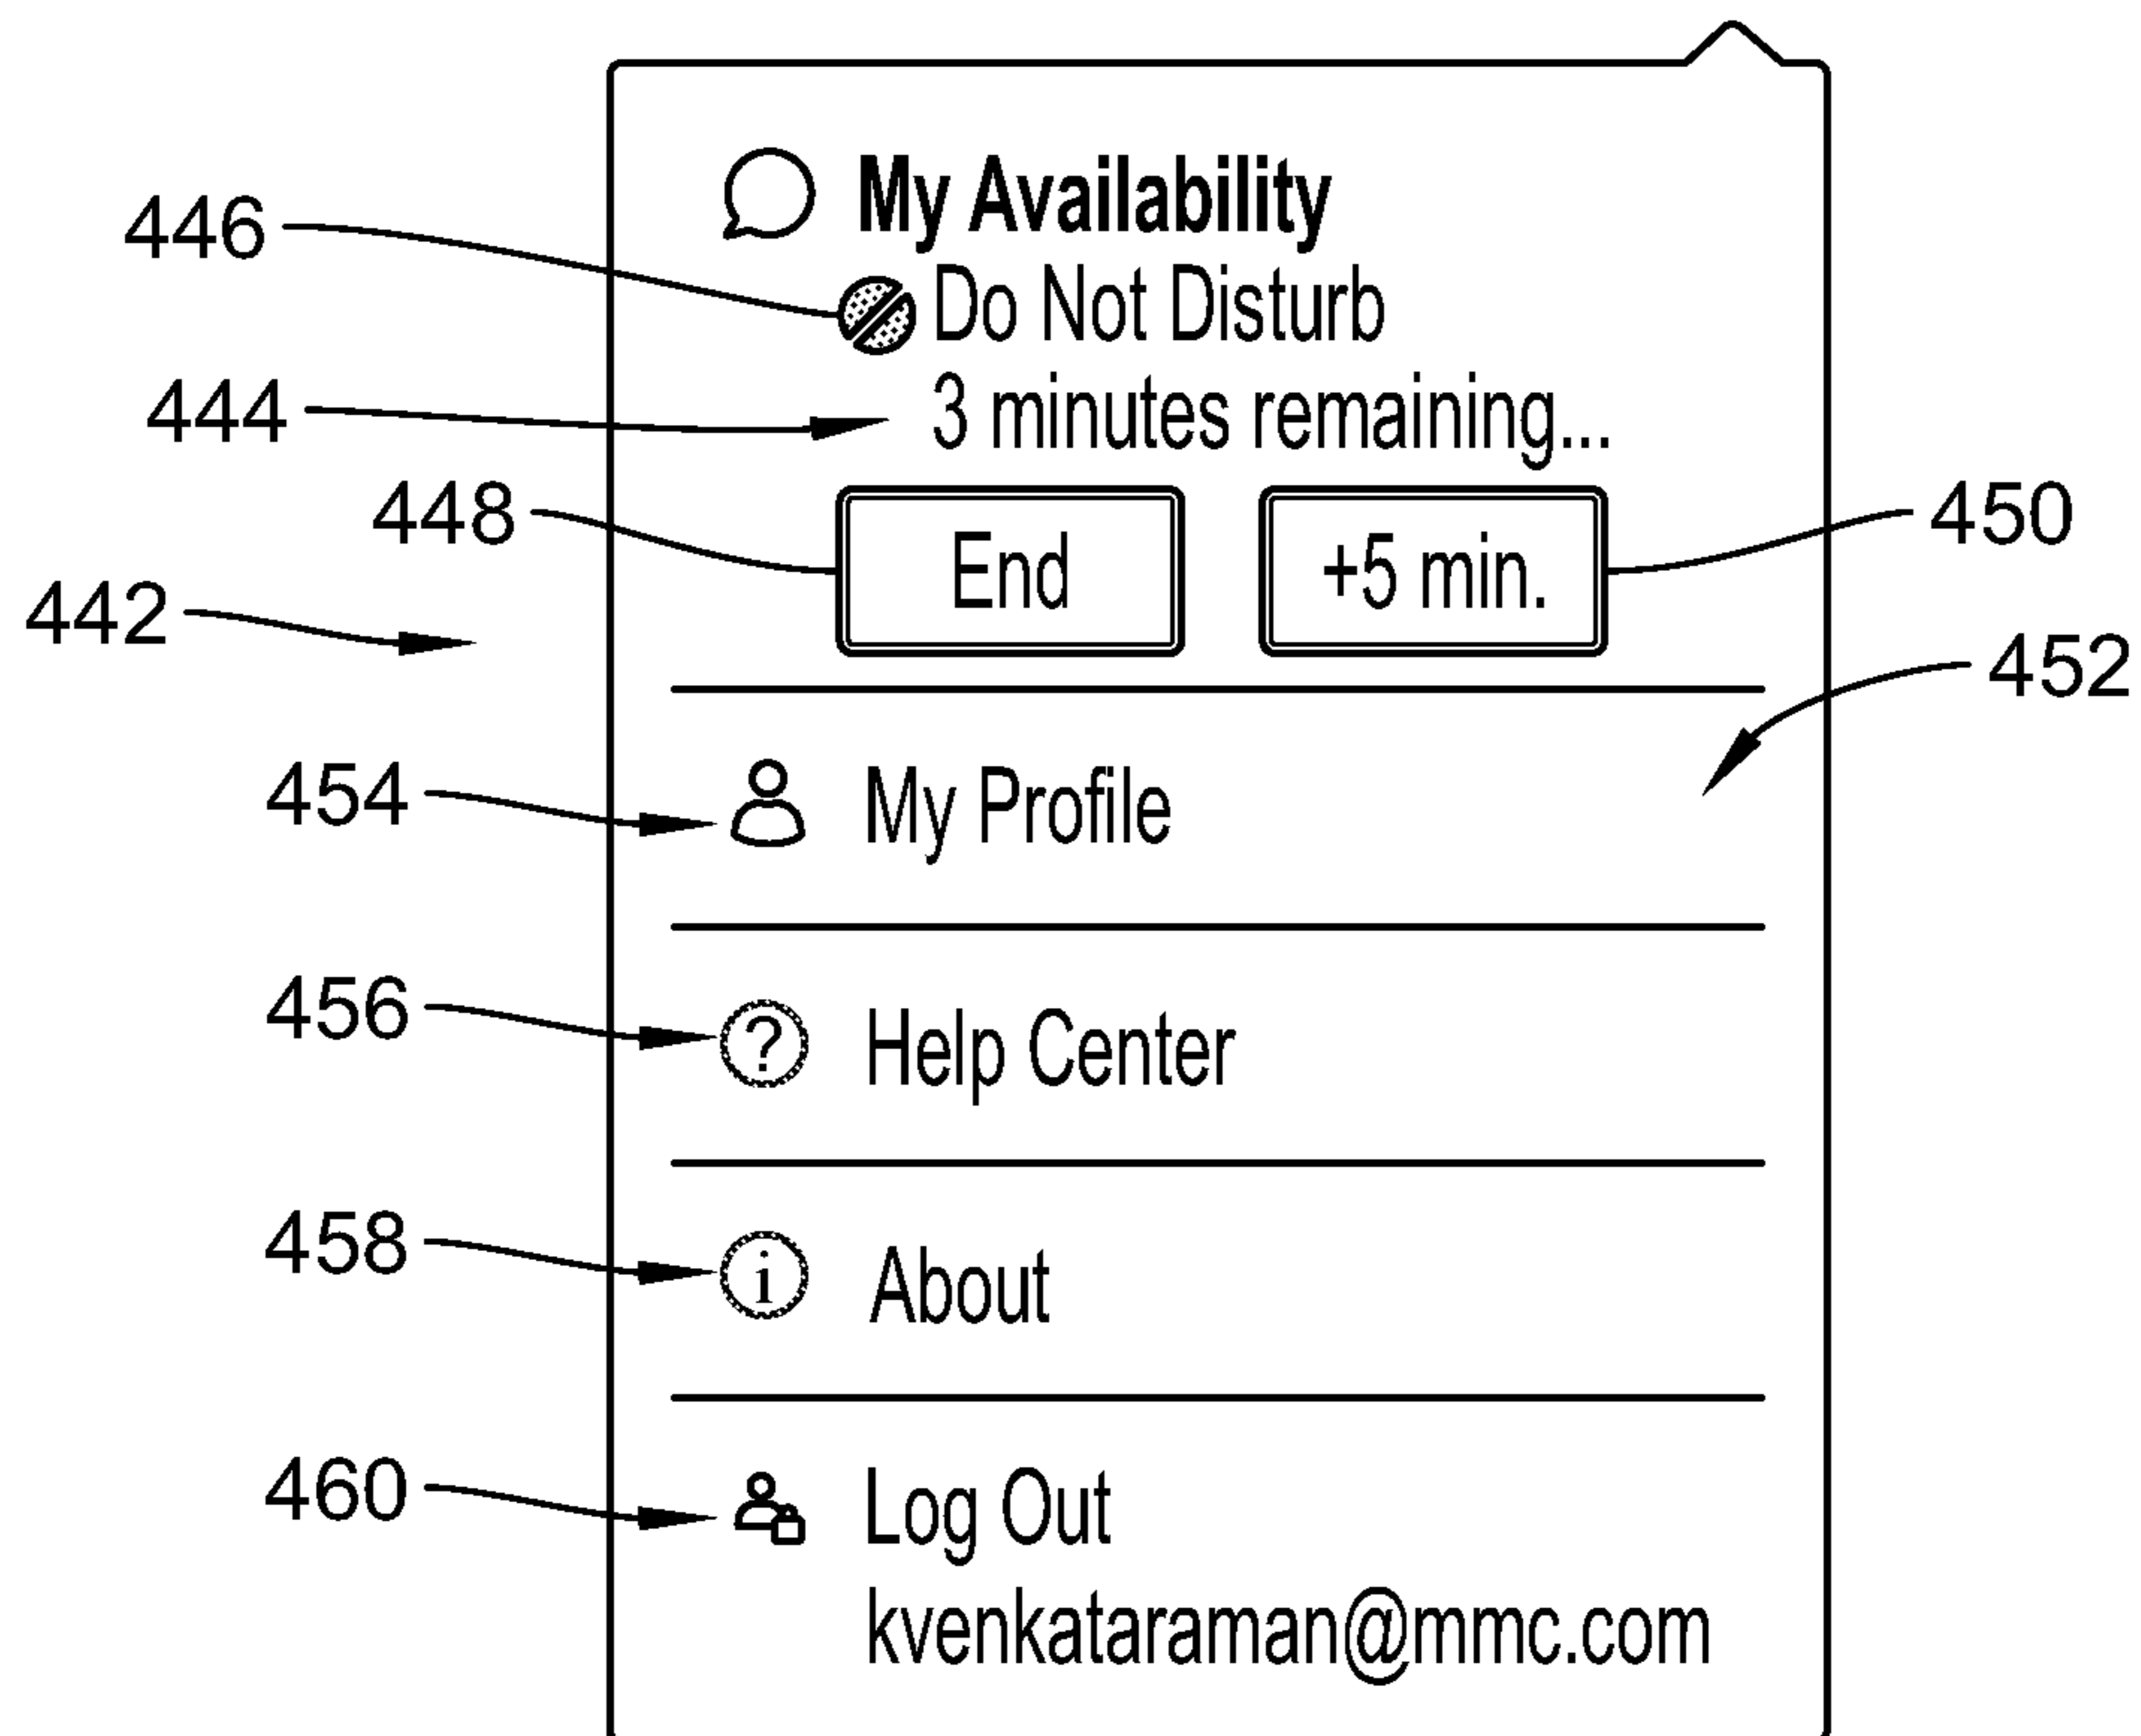 My Availability
446
Do Not Disturb
444
3 minutes remaining...
448
End
+5 min.
450
442
452
454
My Profile
456
?
Help Center
458
i
About
460
Log Out
kvenkataraman@mmc.com